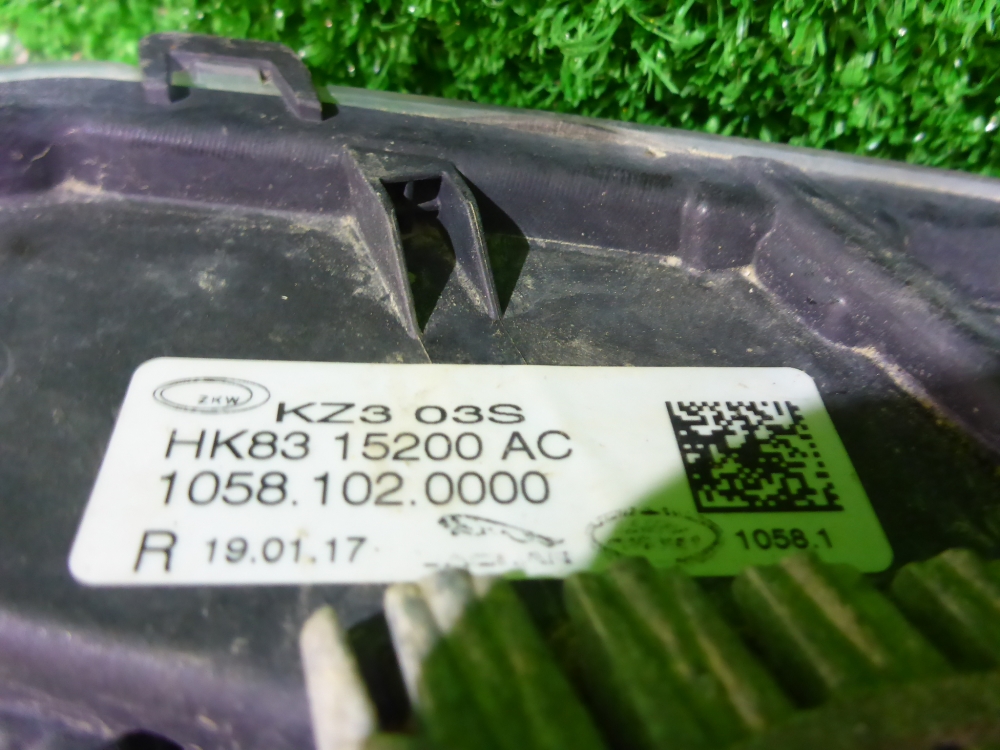 ZKW
KZ3 03S
HK83 15200 AC
1058.102.0000
R 19.01.17
1058.1